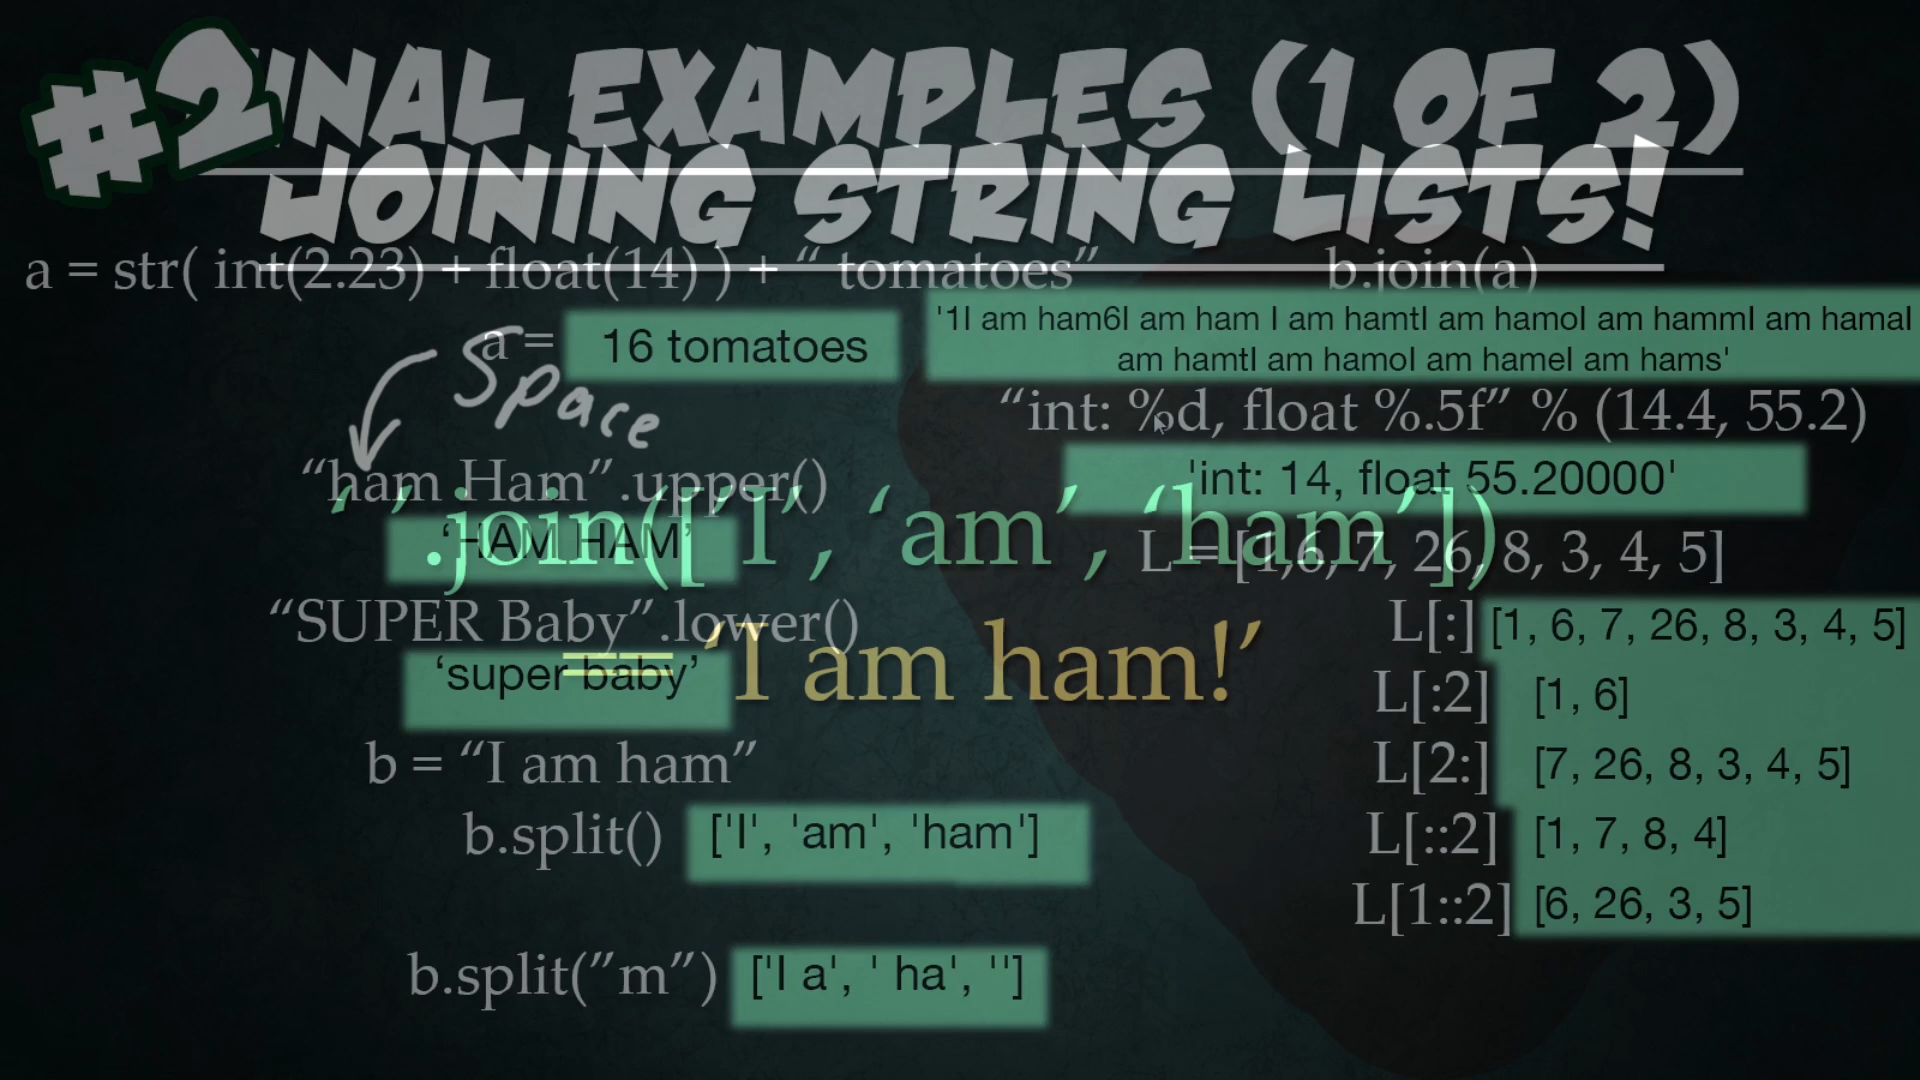 #2
INAL EXAMPLES (1 OF 2)
JOINING STRING LISTS!
a = str( int(2.23) + float(14) ) + “ tomatoes”
a = 16 tomatoes
Space
“ham Ham”.upper()
‘HAM HAM’
“SUPER Baby”.lower()
‘super baby’
b = “I am ham”
b.split() ['I', 'am', 'ham']
b.split(”m”) ['I a', ' ha', '']
‘ ’.join([‘I’, ‘am’, ‘ham’])
‘I am ham!’
b.join(a)
'1I am ham6I am ham I am hamtI am hamoI am hammI am hamaI
am hamtI am hamoI am hameI am hams'
“int: %d, float %.5f” % (14.4, 55.2)
'int: 14, float 55.20000'
L = [1,6, 7, 26, 8, 3, 4, 5]
L[:] [1, 6, 7, 26, 8, 3, 4, 5]
L[:2] [1, 6]
L[2:] [7, 26, 8, 3, 4, 5]
L[::2] [1, 7, 8, 4]
L[1::2] [6, 26, 3, 5]